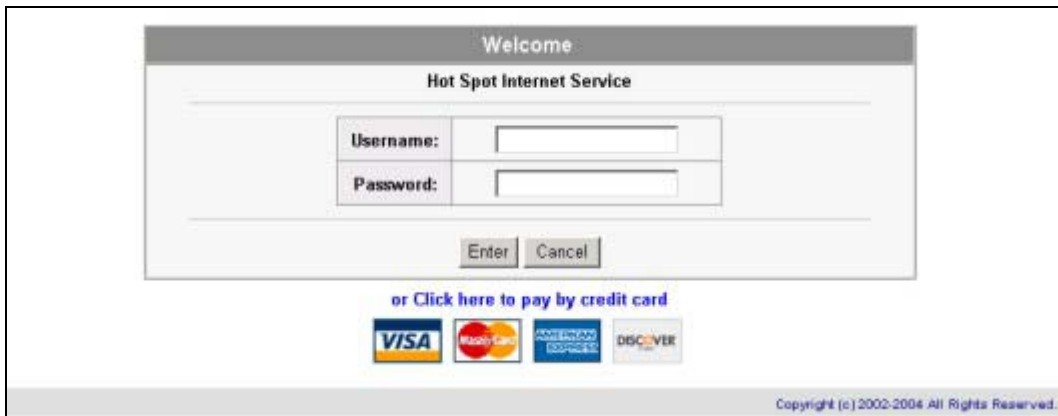 Welcome
Hot Spot Internet Service
Username:
Password:
Enter Cancel
or Click here to pay by credit card
VISA MasterCard AMERICAN EXPRESS DISCOVER
Copyright (c) 2002-2004 All Rights Reserved.